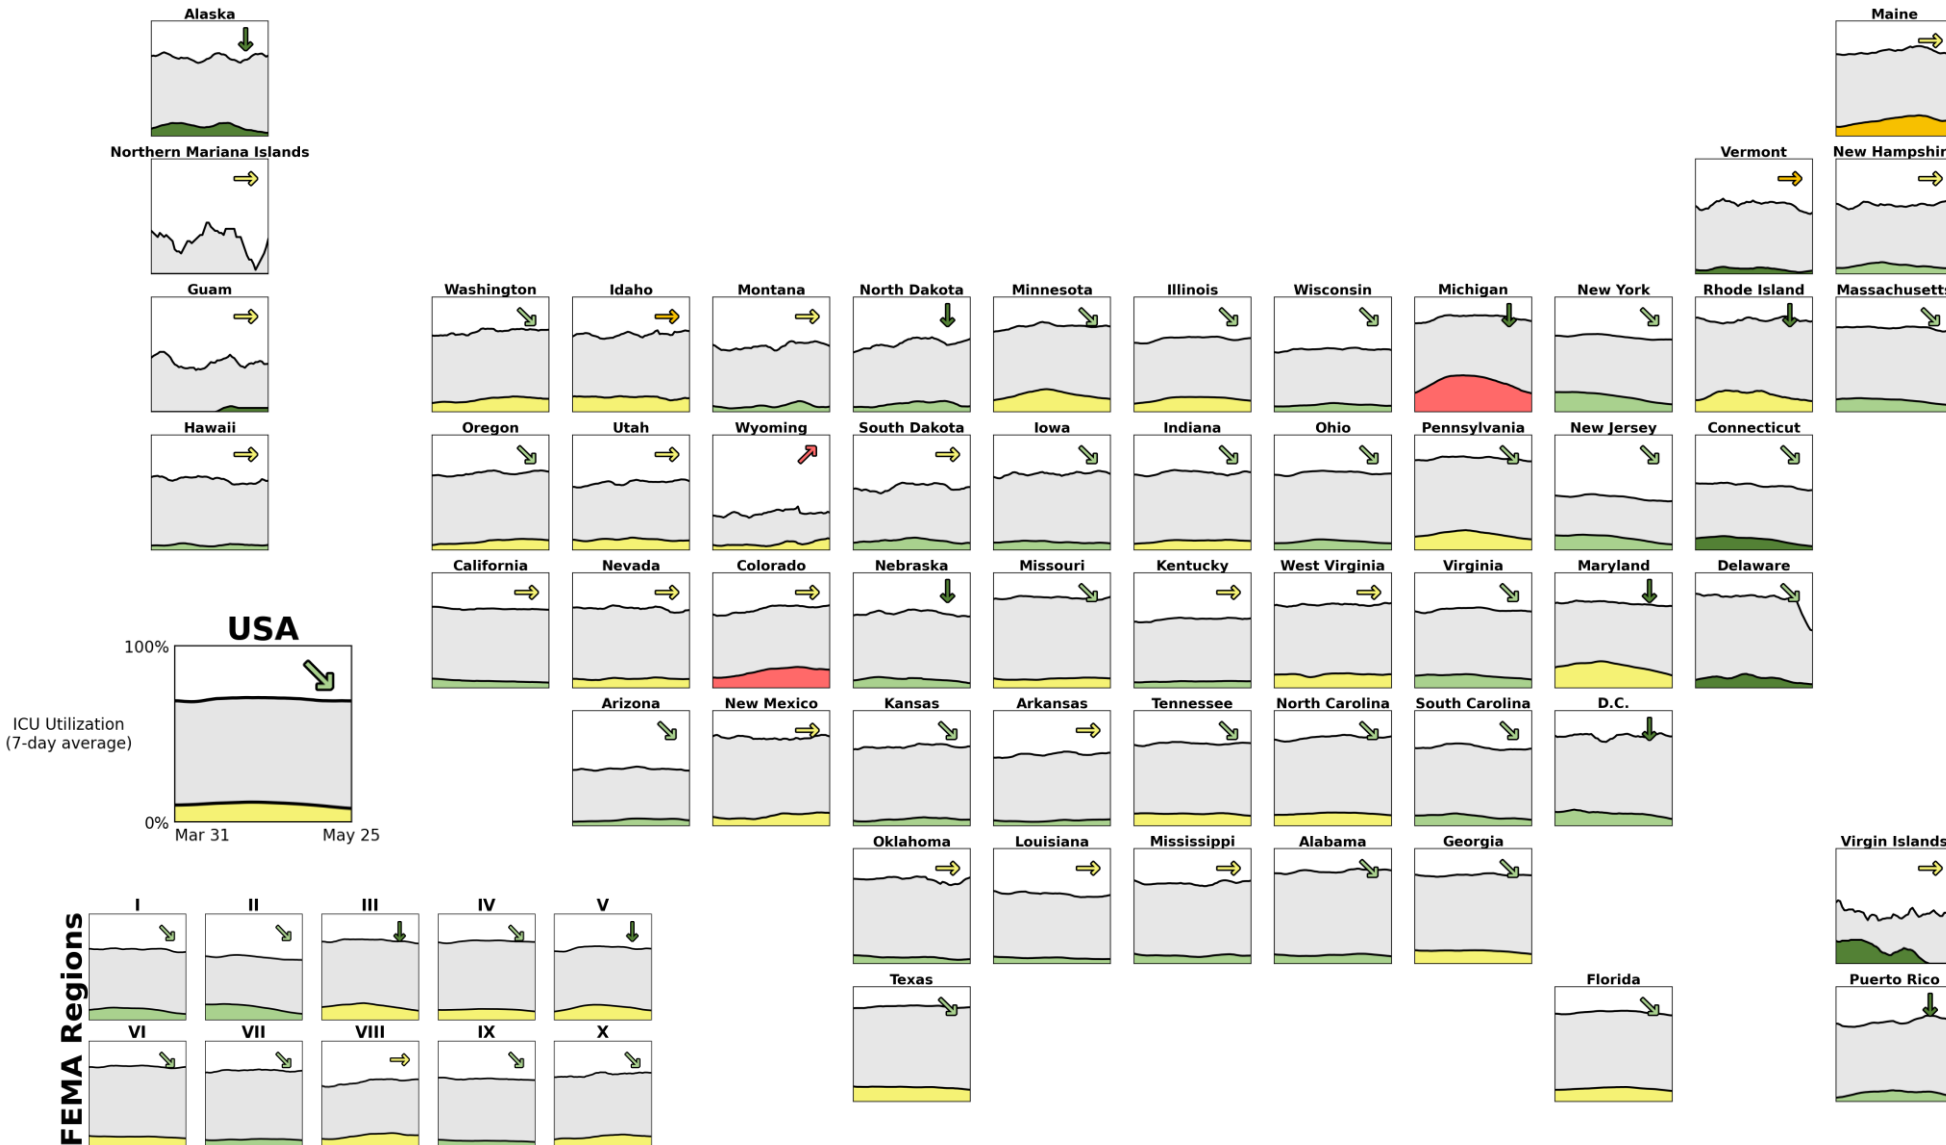 Alaska
Maine
Northern Mariana Islands
Vermont
New Hampshir
Guam
Washington
Idaho
Montana
North Dakota
Minnesota
Illinois
Wisconsin
Michigan
New York
Rhode Island
Massachusetts
Hawaii
Oregon
Utah
Wyoming
South Dakota
Iowa
Indiana
Ohio
Pennsylvania
New Jersey
Connecticut
California
Nevada
Colorado
Nebraska
Missouri
Kentucky
West Virginia
Virginia
Maryland
Delaware
USA
100%
ICU Utilization
(7-day average)
0%
Mar 31
May 25
Arizona
New Mexico
Kansas
Arkansas
Tennessee
North Carolina
South Carolina
D.C.
Oklahoma
Louisiana
Mississippi
Alabama
Georgia
Virgin Islands
FEMA Regions
I
II
III
IV
V
VI
VII
VIII
IX
X
Texas
Florida
Puerto Rico